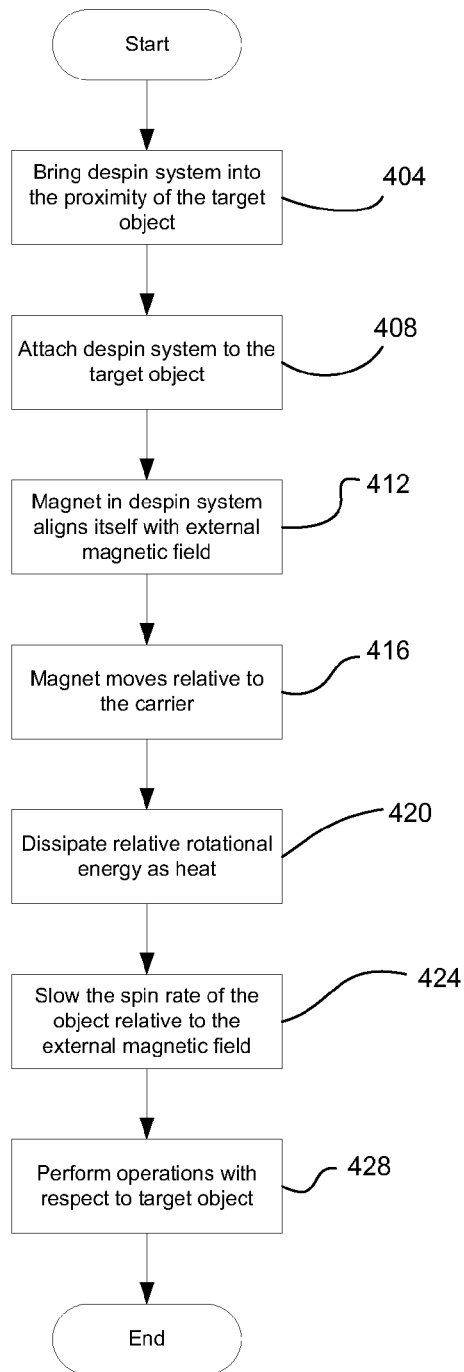 Start
Bring despin system into
the proximity of the target
object
404
Attach despin system to the
target object
408
Magnet in despin system
aligns itself with external
magnetic field
412
Magnet moves relative to
the carrier
416
Dissipate relative rotational
energy as heat
420
Slow the spin rate of the
object relative to the
external magnetic field
424
Perform operations with
respect to target object
428
End